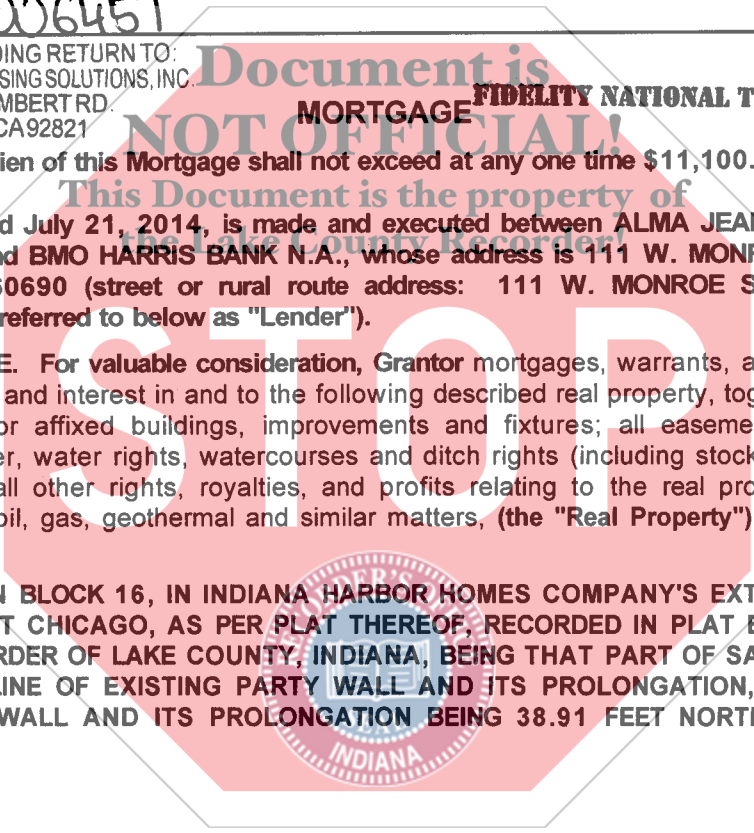 006451
DING RETURN TO:
SING SOLUTIONS, INC.
MBERT RD.
CA 92821
MORTGAGE
FIDELITY NATIONAL T
Document is
NOT OFFICIAL!
This Document is the property of
the Lake County Recorder!
STOP
lien of this Mortgage shall not exceed at any one time $11,100.
d July 21, 2014, is made and executed between ALMA JEA
d BMO HARRIS BANK N.A., whose address is 111 W. MON
60690 (street or rural route address: 111 W. MONROE S
referred to below as "Lender").
E. For valuable consideration, Grantor mortgages, warrants, a
and interest in and to the following described real property, tog
or affixed buildings, improvements and fixtures; all easeme
er, water rights, watercourses and ditch rights (including stock
all other rights, royalties, and profits relating to the real pro
oil, gas, geothermal and similar matters, (the "Real Property")
N BLOCK 16, IN INDIANA HARBOR HOMES COMPANY'S EXT
T CHICAGO, AS PER PLAT THEREOF, RECORDED IN PLAT B
RDER OF LAKE COUNTY, INDIANA, BEING THAT PART OF SA
LINE OF EXISTING PARTY WALL AND ITS PROLONGATION,
WALL AND ITS PROLONGATION BEING 38.91 FEET NORT
INDIANA